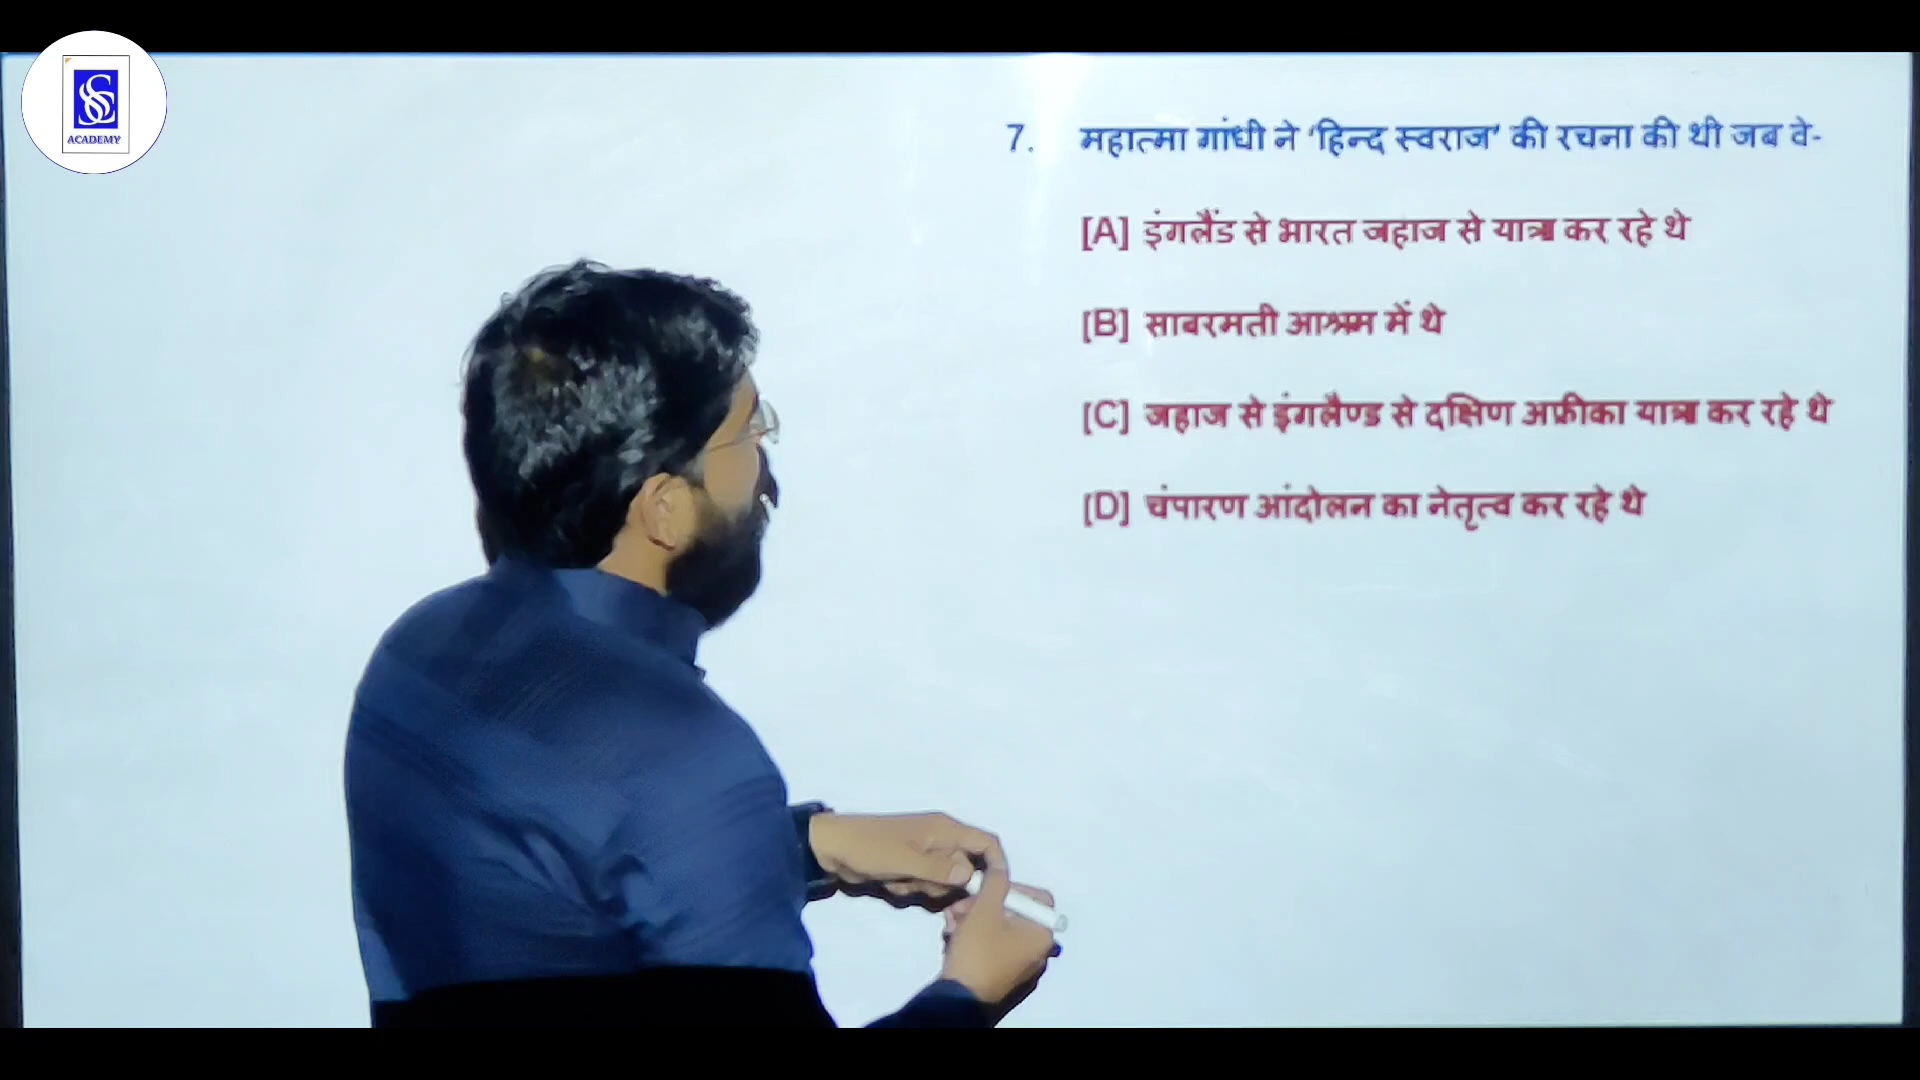 SSC
ACADEMY
7. महात्मा गांधी ने ‘हिन्द स्वराज’ की रचना की थी जब वे-
[A] इंगलैंड से भारत जहाज से यात्रा कर रहे थे
[B] साबरमती आश्रम में थे
[C] जहाज से इंगलैण्ड से दक्षिण अफ्रीका यात्रा कर रहे थे
[D] चंपारण आंदोलन का नेतृत्व कर रहे थे